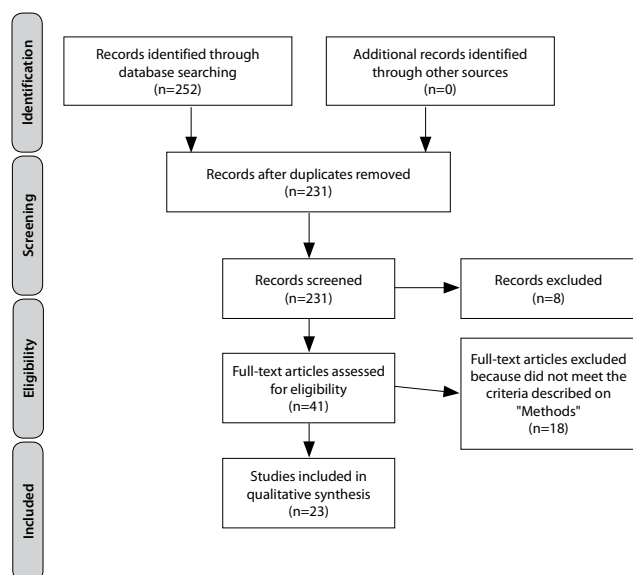 Identification
Records identified through
database searching
(n=252)
Additional records identified
through other sources
(n=0)
Screening
Records after duplicates removed
(n=231)
Records screened
(n=231)
Records excluded
(n=8)
Eligibility
Full-text articles assessed
for eligibility
(n=41)
Full-text articles excluded
because did not meet the
criteria described on
"Methods"
(n=18)
Included
Studies included in
qualitative synthesis
(n=23)